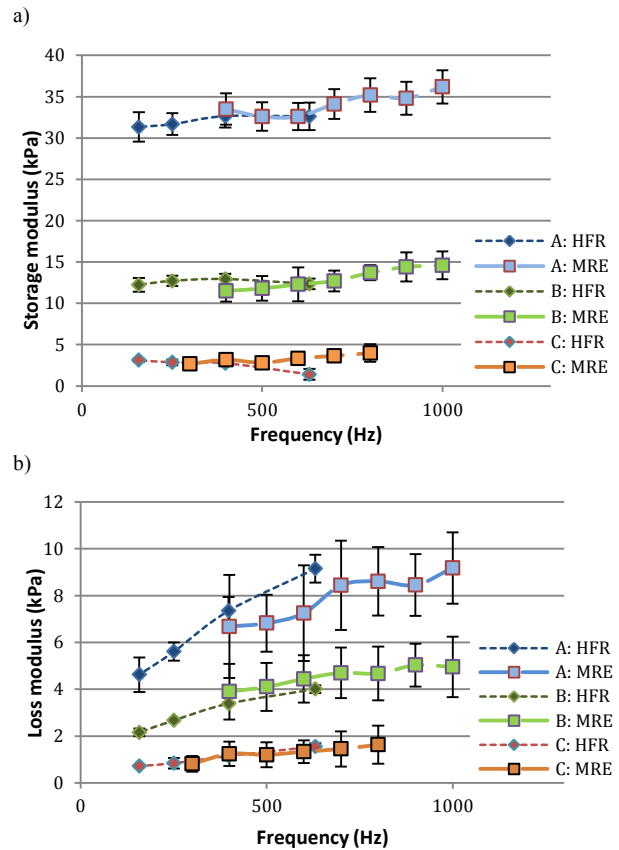 a)
40
35
30
25
20
15
10
5
0
Storage modulus (kPa)
0
500
1000
Frequency (Hz)
A: HFR
A: MRE
B: HFR
B: MRE
C: HFR
C: MRE
b)
12
10
8
6
4
2
0
Loss modulus (kPa)
0
500
1000
Frequency (Hz)
A: HFR
A: MRE
B: HFR
B: MRE
C: HFR
C: MRE